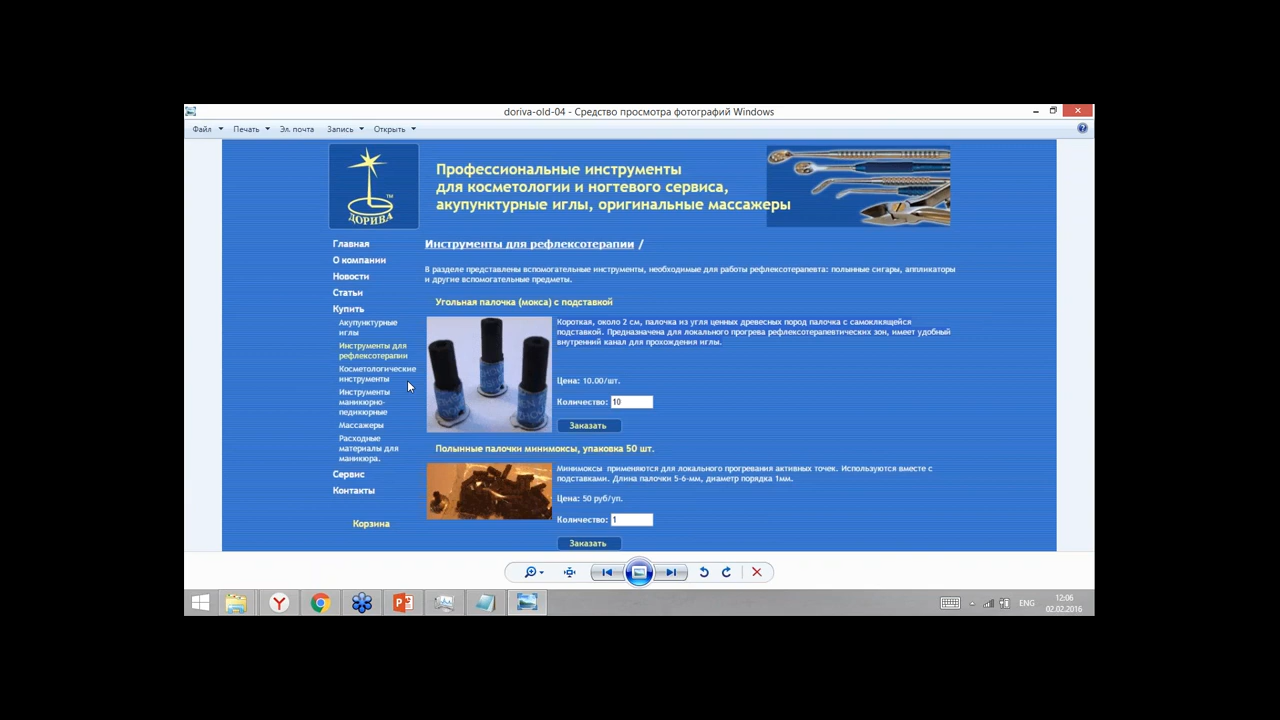 doriva-old-04 - Средство просмотра фотографий Windows
Файл Печать Эл. почта Запись Открыть
ДОРИВА
TM
Профессиональные инструменты
для косметологии и ногтевого сервиса,
акупунктурные иглы, оригинальные массажеры
Главная
О компании
Новости
Статьи
Купить
Акупунктурные
иглы
Инструменты для
рефлексотерапии
Косметологические
инструменты
Инструменты
маникюрно-
педикюрные
Массажеры
Расходные
материалы для
маникюра.
Сервис
Контакты
Корзина
Инструменты для рефлексотерапии /
В разделе представлены вспомогательные инструменты, необходимые для работы рефлексотерапевта: полынные сигары, аппликаторы
и другие вспомогательные предметы.
Угольная палочка (мокса) с подставкой
Короткая, около 2 см, палочка из угля ценных древесных пород палочка с самоклящейся
подставкой. Предназначена для локального прогрева рефлексотерапевтических зон, имеет удобный
внутренний канал для прохождения иглы.
Цена: 10.00/шт.
Количество: 10
Заказать
Полынные палочки минимоксы, упаковка 50 шт.
Минимоксы применяются для локального прогревания активных точек. Используются вместе с
подставками. Длина палочки 5-6-мм, диаметр порядка 1мм.
Цена: 50 руб/уп.
Количество: 1
Заказать
ENG
12:06
02.02.2016